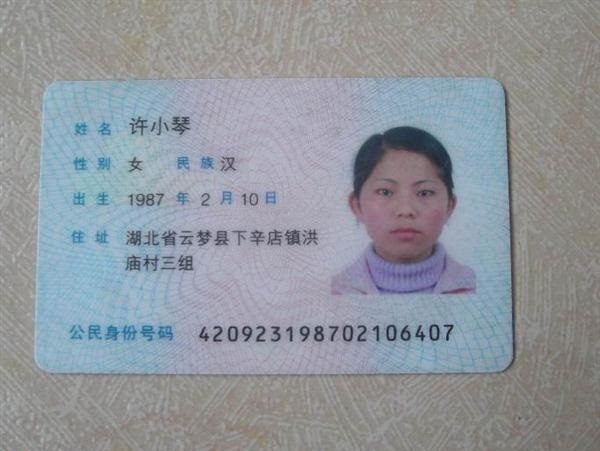 姓名 许小琴
性别 女 民族 汉
出生 1987 年 2 月 10 日
住址 湖北省云梦县下辛店镇洪
庙村三组
公民身份号码 420923198702106407